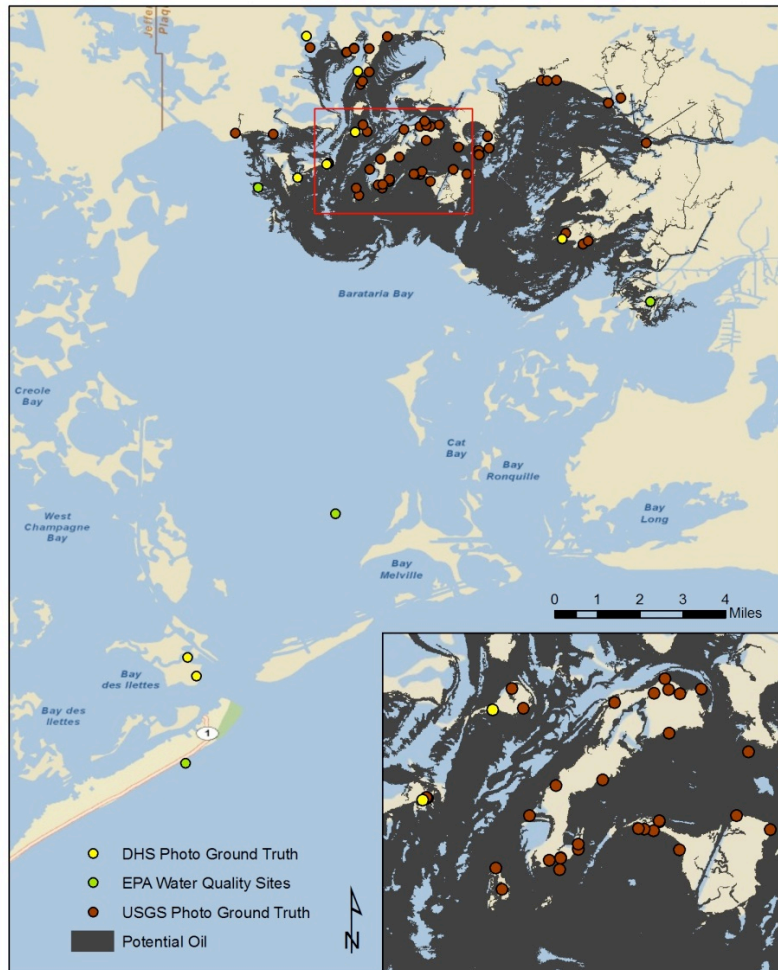 Jeffe
Plaq
Barataria Bay
Creole
Bay
Cat
Bay
Bay
Ronquille
West
Champagne
Bay
Bay
Long
Bay
Melville
0 1 2 3 4
Miles
Bay
des Ilettes
Bay des
Ilettes
1
DHS Photo Ground Truth
EPA Water Quality Sites
USGS Photo Ground Truth
Potential Oil
N